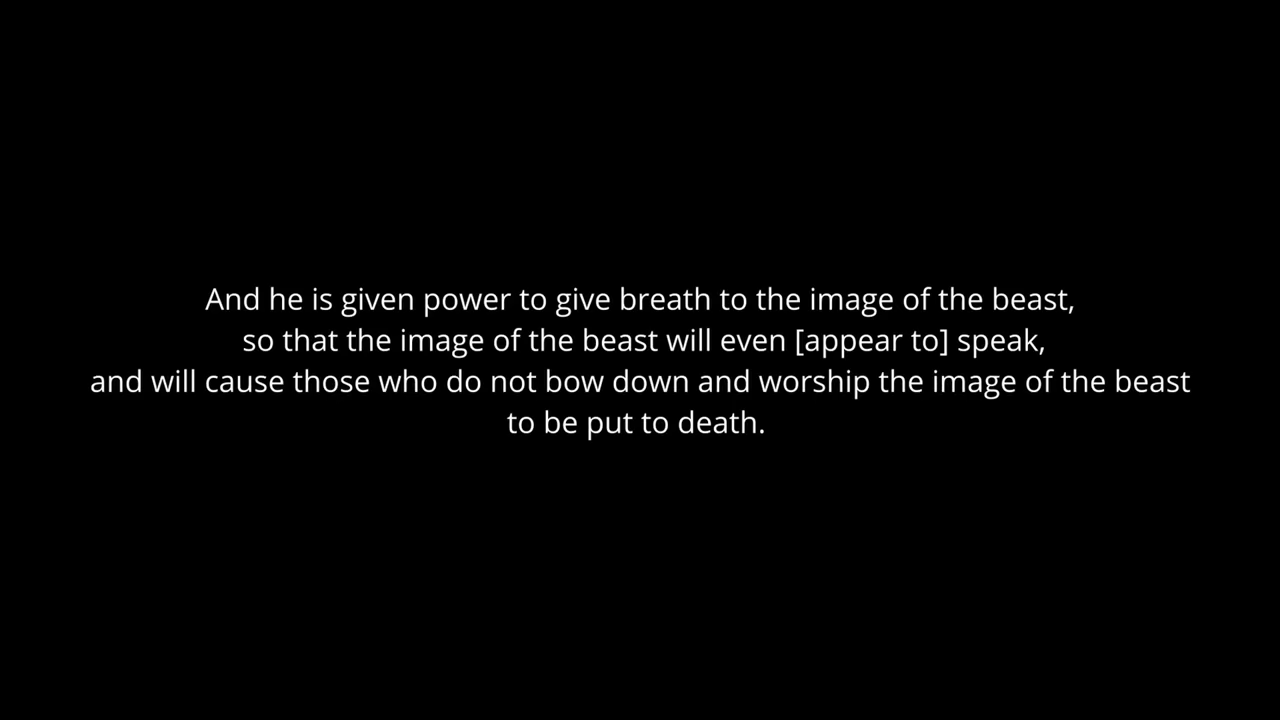 And he is given power to give breath to the image of the beast,
so that the image of the beast will even [appear to] speak,
and will cause those who do not bow down and worship the image of the beast
to be put to death.